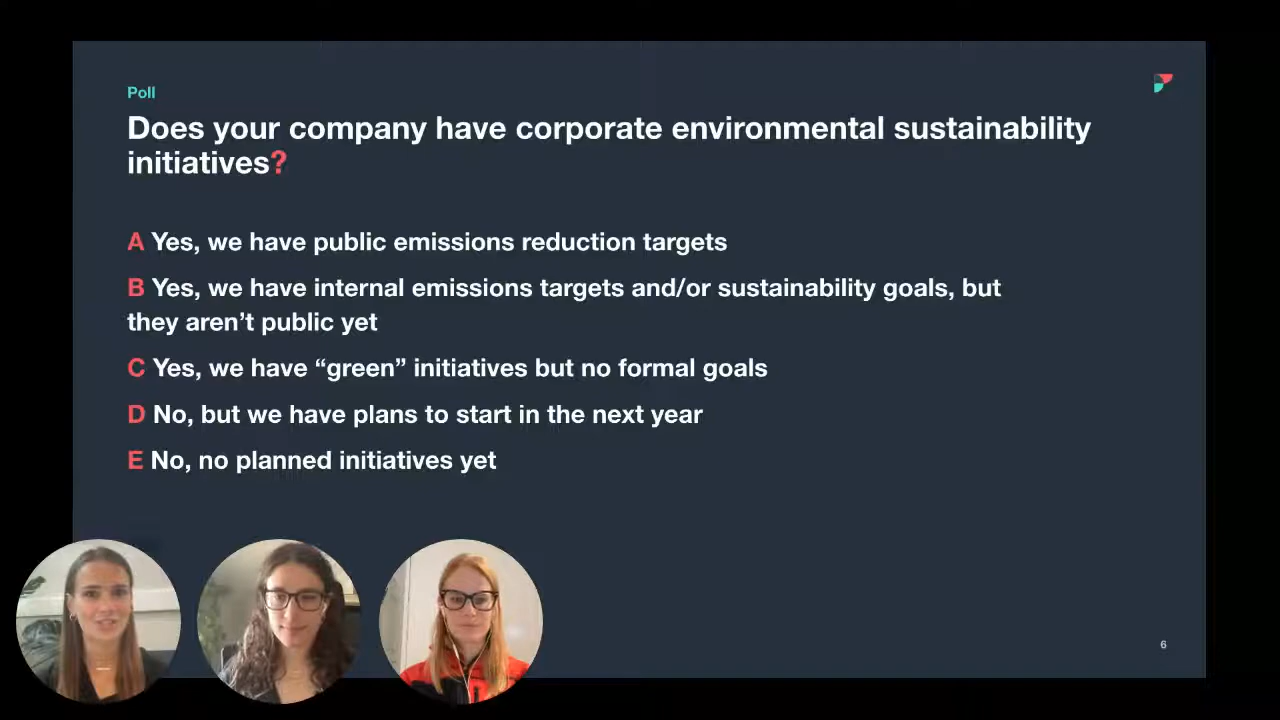 Poll
Does your company have corporate environmental sustainability
initiatives?
A Yes, we have public emissions reduction targets
B Yes, we have internal emissions targets and/or sustainability goals, but
they aren’t public yet
C Yes, we have “green” initiatives but no formal goals
D No, but we have plans to start in the next year
E No, no planned initiatives yet
6